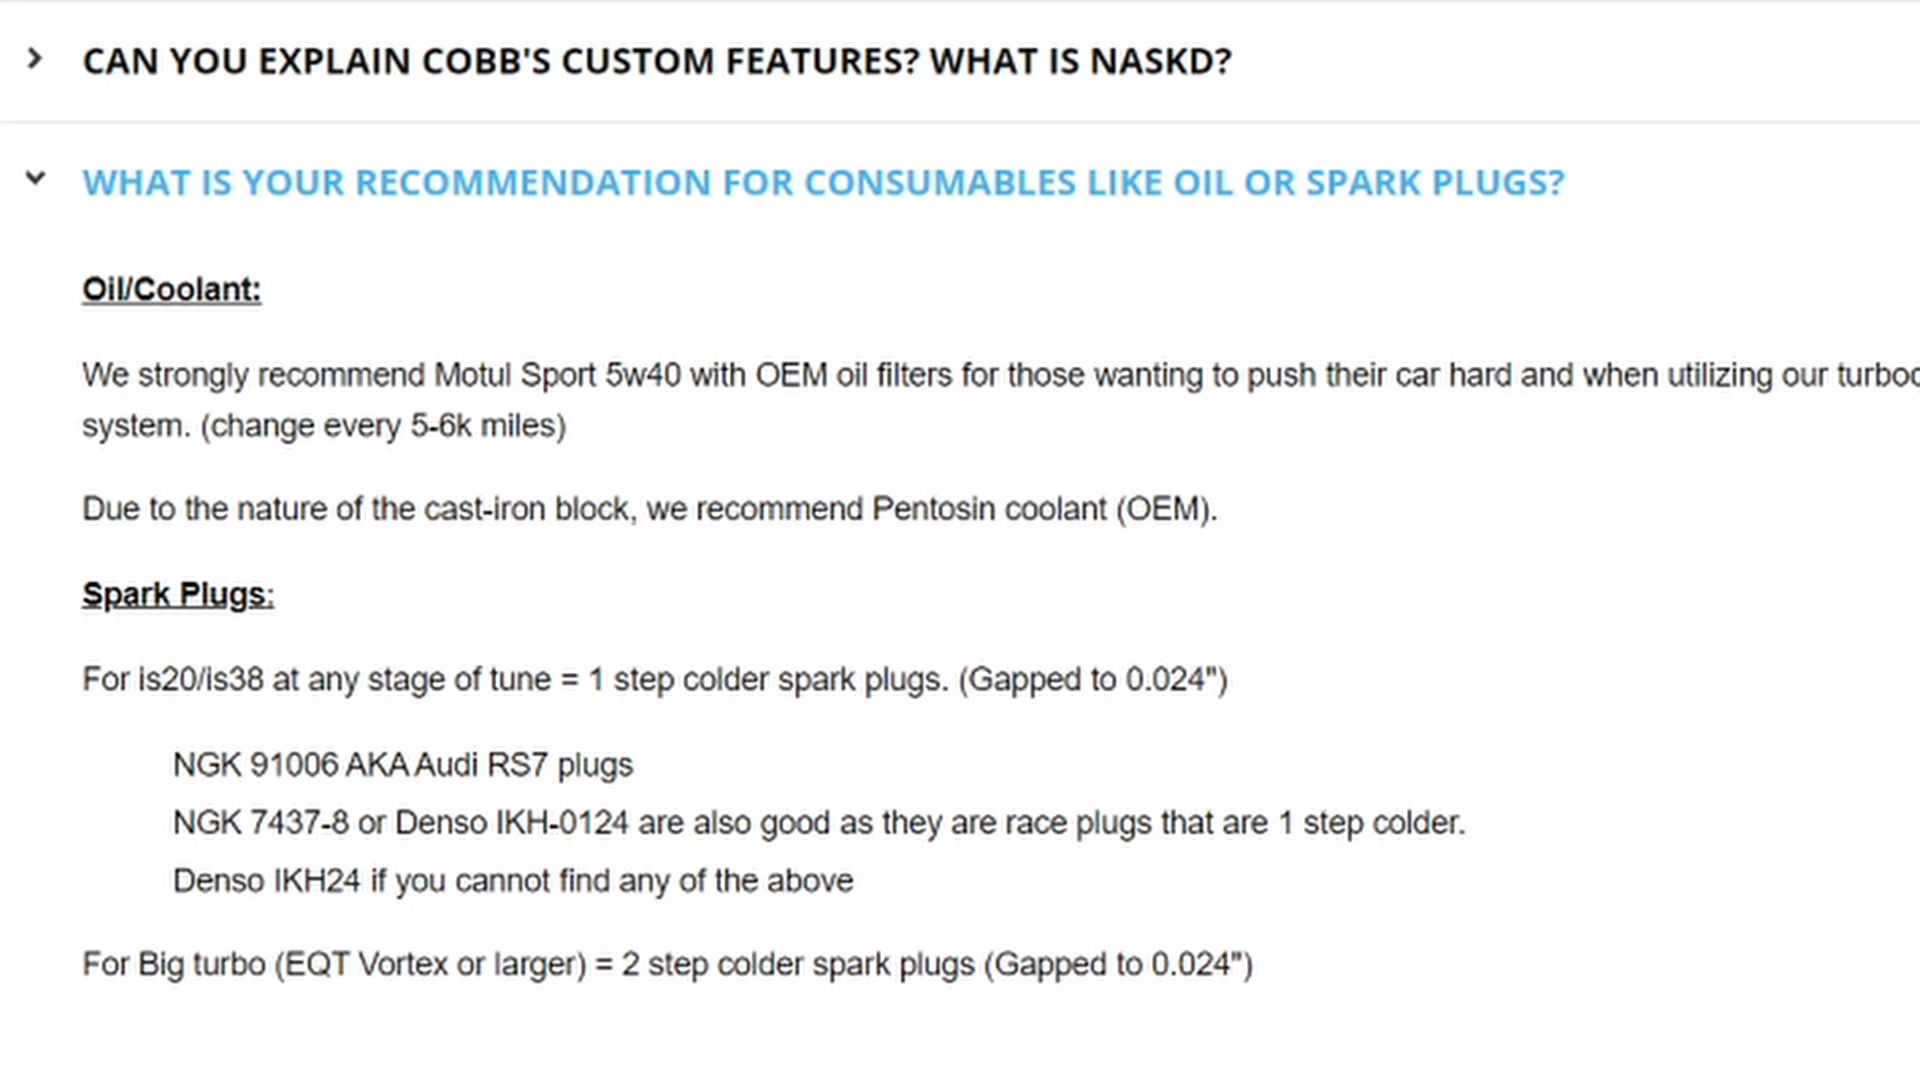 CAN YOU EXPLAIN COBB'S CUSTOM FEATURES? WHAT IS NASKD?
WHAT IS YOUR RECOMMENDATION FOR CONSUMABLES LIKE OIL OR SPARK PLUGS?
Oil/Coolant:
We strongly recommend Motul Sport 5w40 with OEM oil filters for those wanting to push their car hard and when utilizing our
system. (change every 5-6k miles)
Due to the nature of the cast-iron block, we recommend Pentosin coolant (OEM).
Spark Plugs:
For is20/is38 at any stage of tune = 1 step colder spark plugs. (Gapped to 0.024")
NGK 91006 AKA Audi RS7 plugs
NGK 7437-8 or Denso IKH-0124 are also good as they are race plugs that are 1 step colder.
Denso IKH24 if you cannot find any of the above
For Big turbo (EQT Vortex or larger) = 2 step colder spark plugs (Gapped to 0.024")